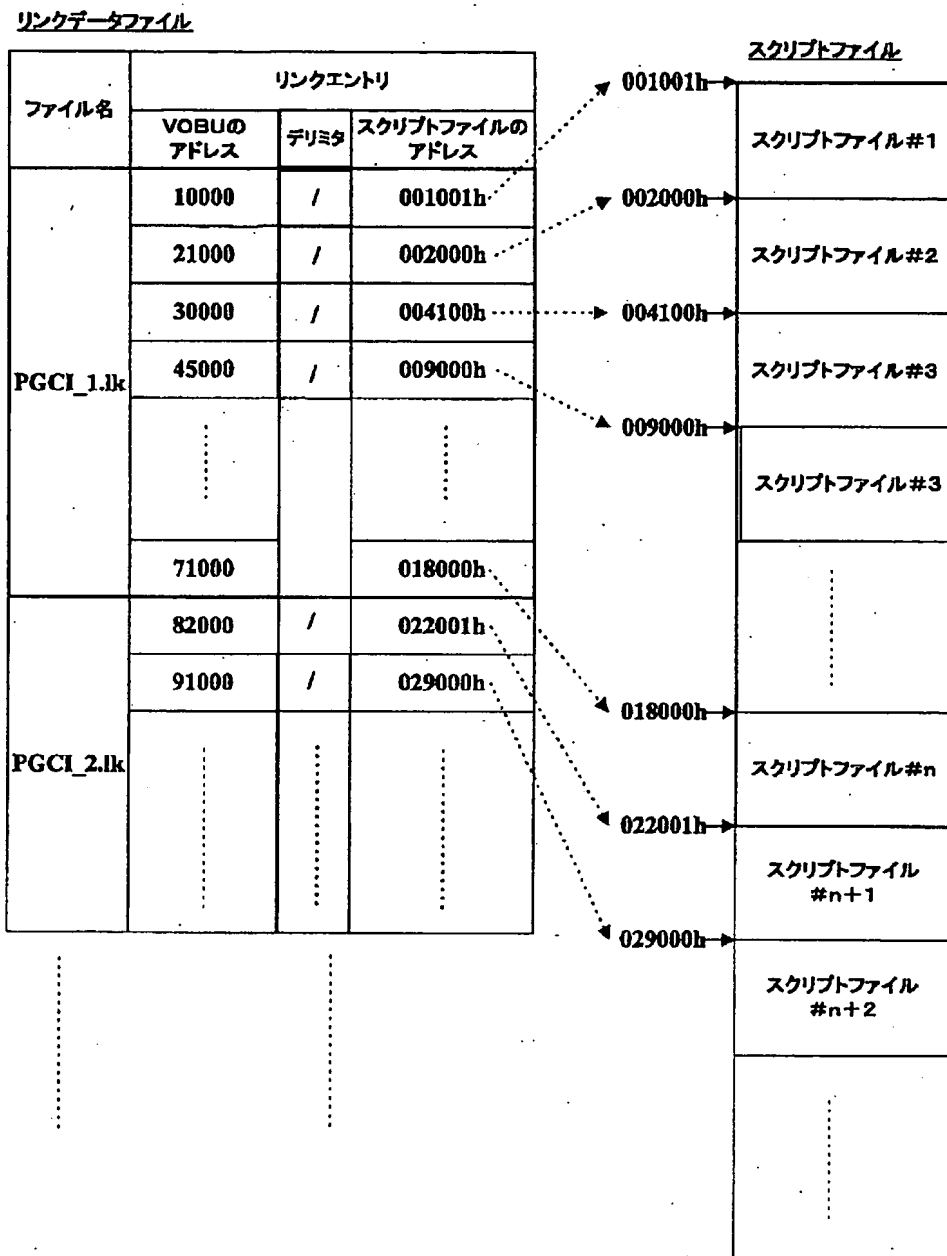 リンクデータファイル
ファイル名
リンクエントリ
VOBUの
アドレス
デリミタ
スクリプトファイルの
アドレス
PGCI_1.lk
10000 / 001001h
21000 / 002000h
30000 / 004100h
45000 / 009000h
71000 018000h
PGCI_2.lk
82000 / 022001h
91000 / 029000h
スクリプトファイル
001001h
スクリプトファイル#1
002000h
スクリプトファイル#2
004100h
スクリプトファイル#3
009000h
スクリプトファイル#3
018000h
スクリプトファイル#n
022001h
スクリプトファイル
#n+1
029000h
スクリプトファイル
#n+2